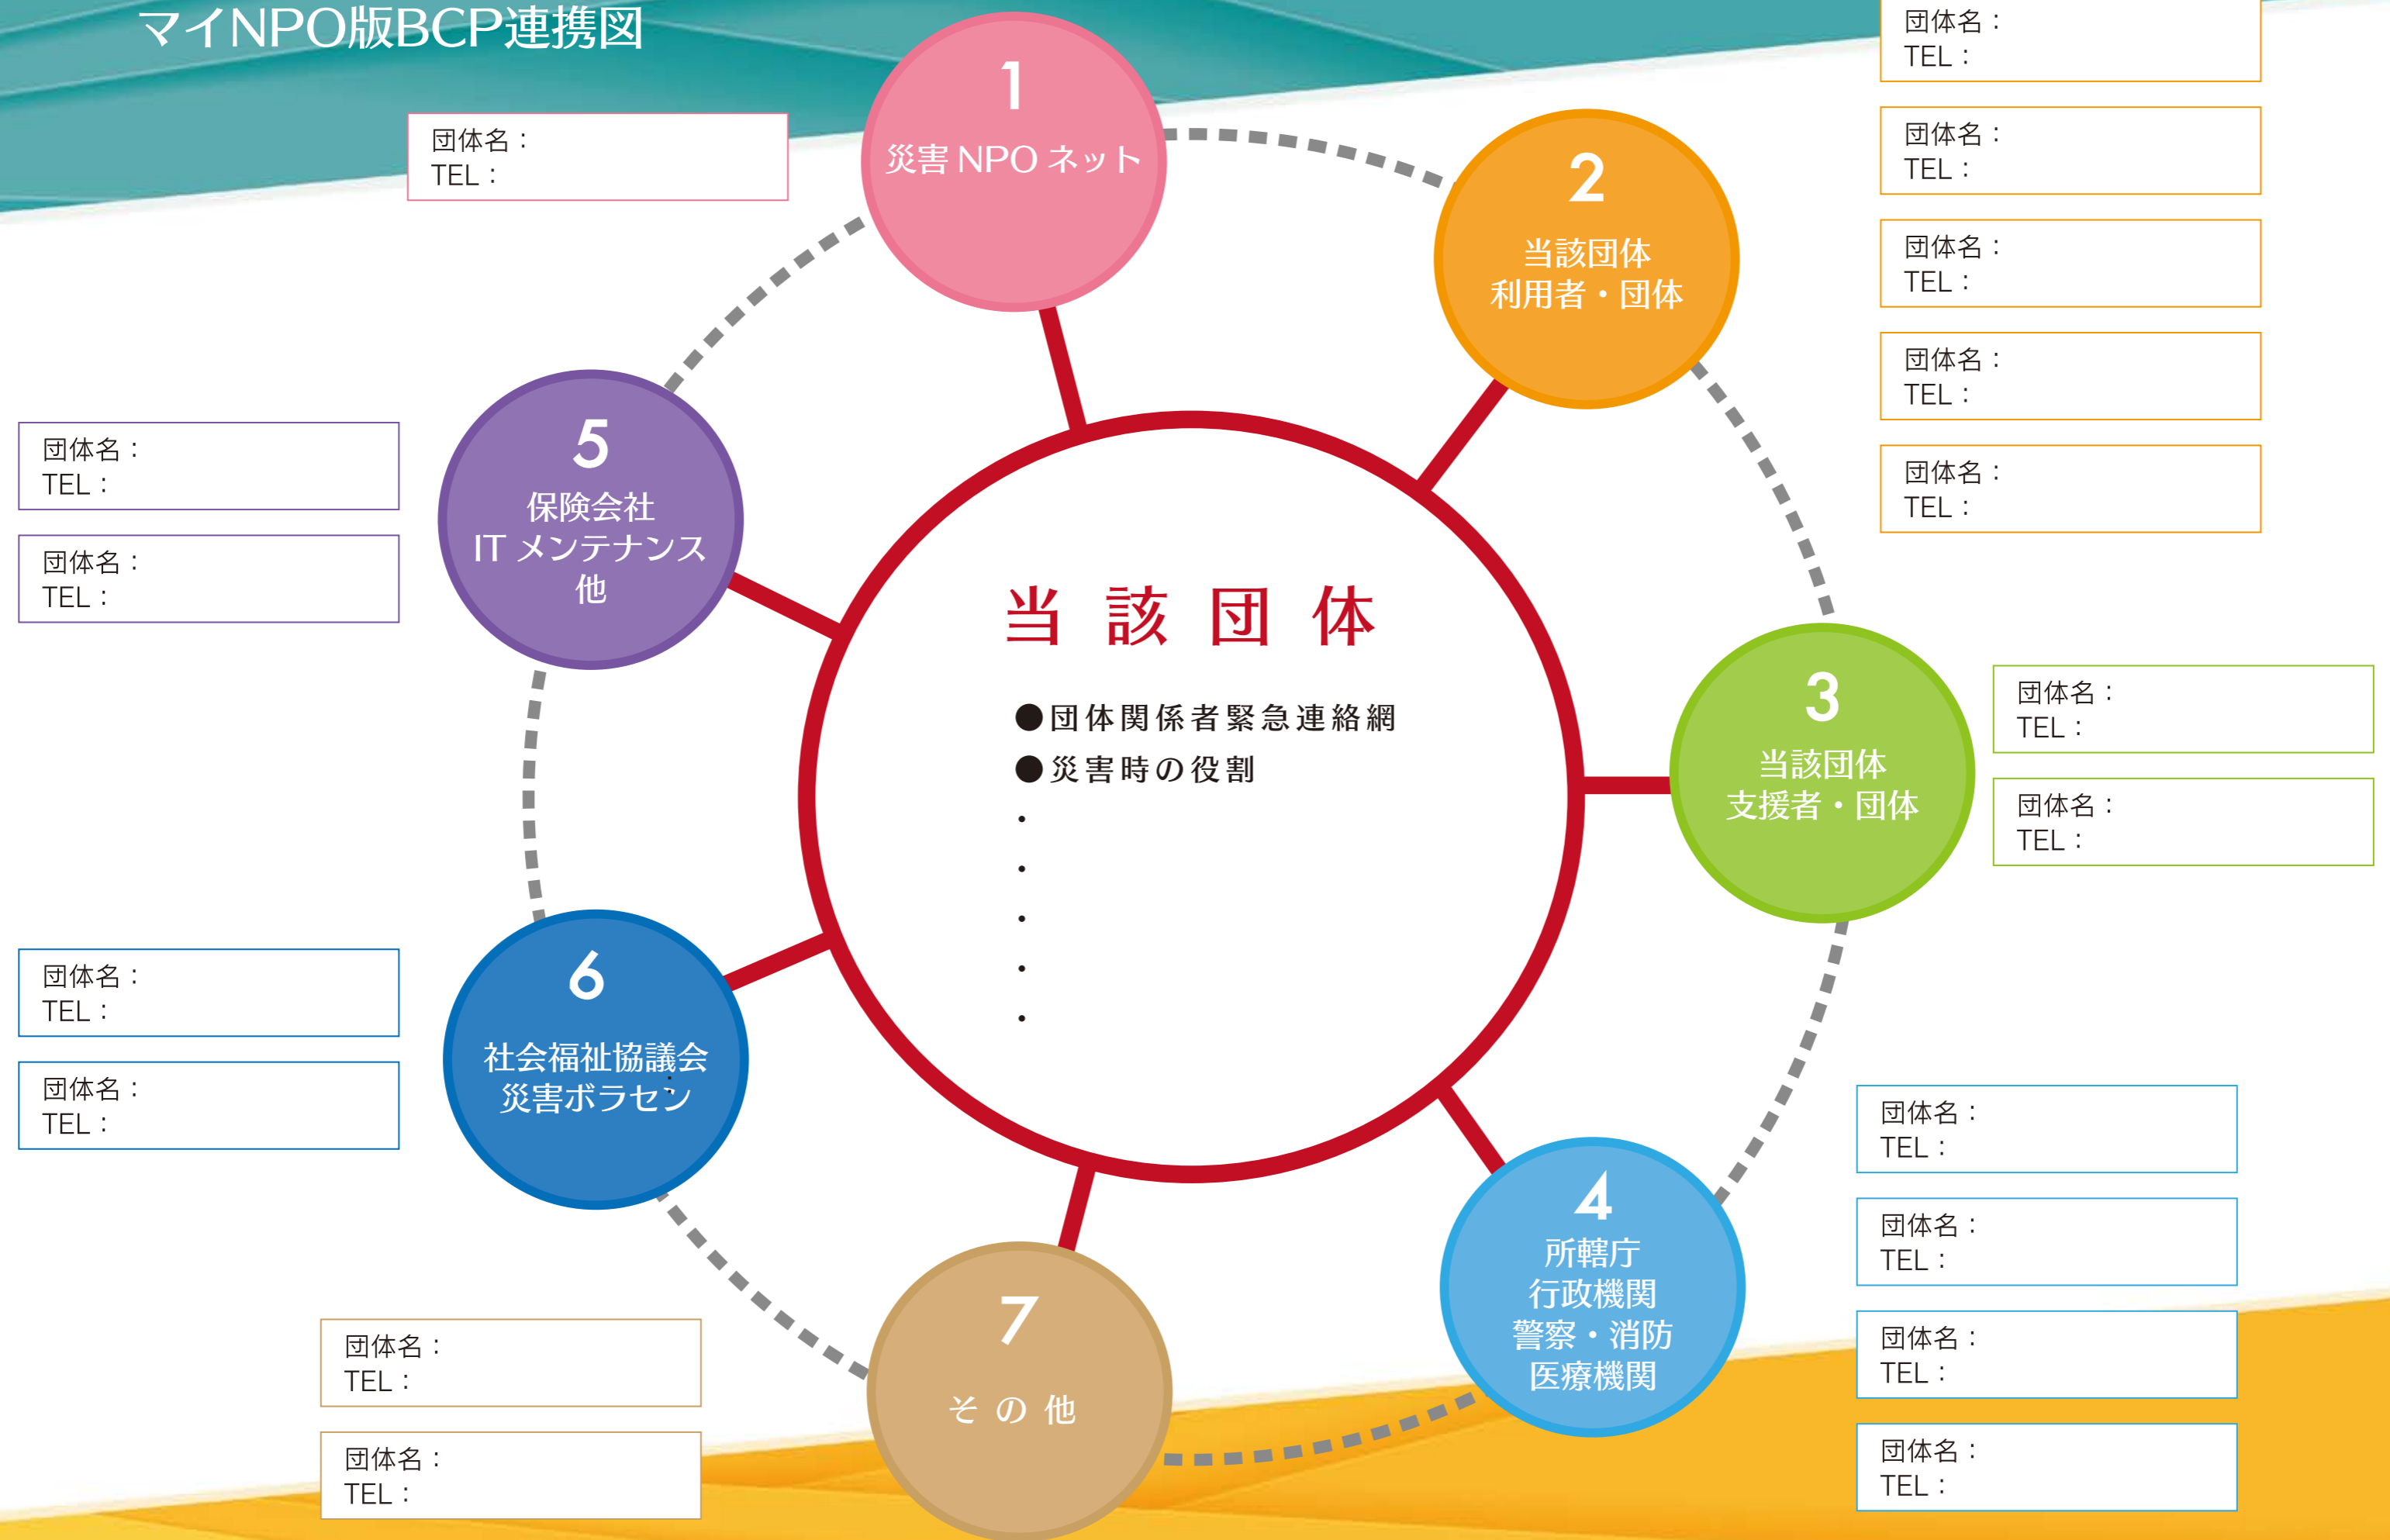 マイNPO版BCP連携図
団体名：
TEL：
1
災害 NPO ネット
2
当該団体
利用者・団体
団体名：
TEL：
団体名：
TEL：
団体名：
TEL：
団体名：
TEL：
団体名：
TEL：
5
保険会社
IT メンテナンス
他
団体名：
TEL：
団体名：
TEL：
当該団体
●団体関係者緊急連絡網
●災害時の役割
・
・
・
・
・
3
当該団体
支援者・団体
団体名：
TEL：
団体名：
TEL：
6
社会福祉協議会
災害ボラセン
団体名：
TEL：
団体名：
TEL：
4
所轄庁
行政機関
警察・消防
医療機関
団体名：
TEL：
団体名：
TEL：
団体名：
TEL：
団体名：
TEL：
7
その他
団体名：
TEL：
団体名：
TEL：